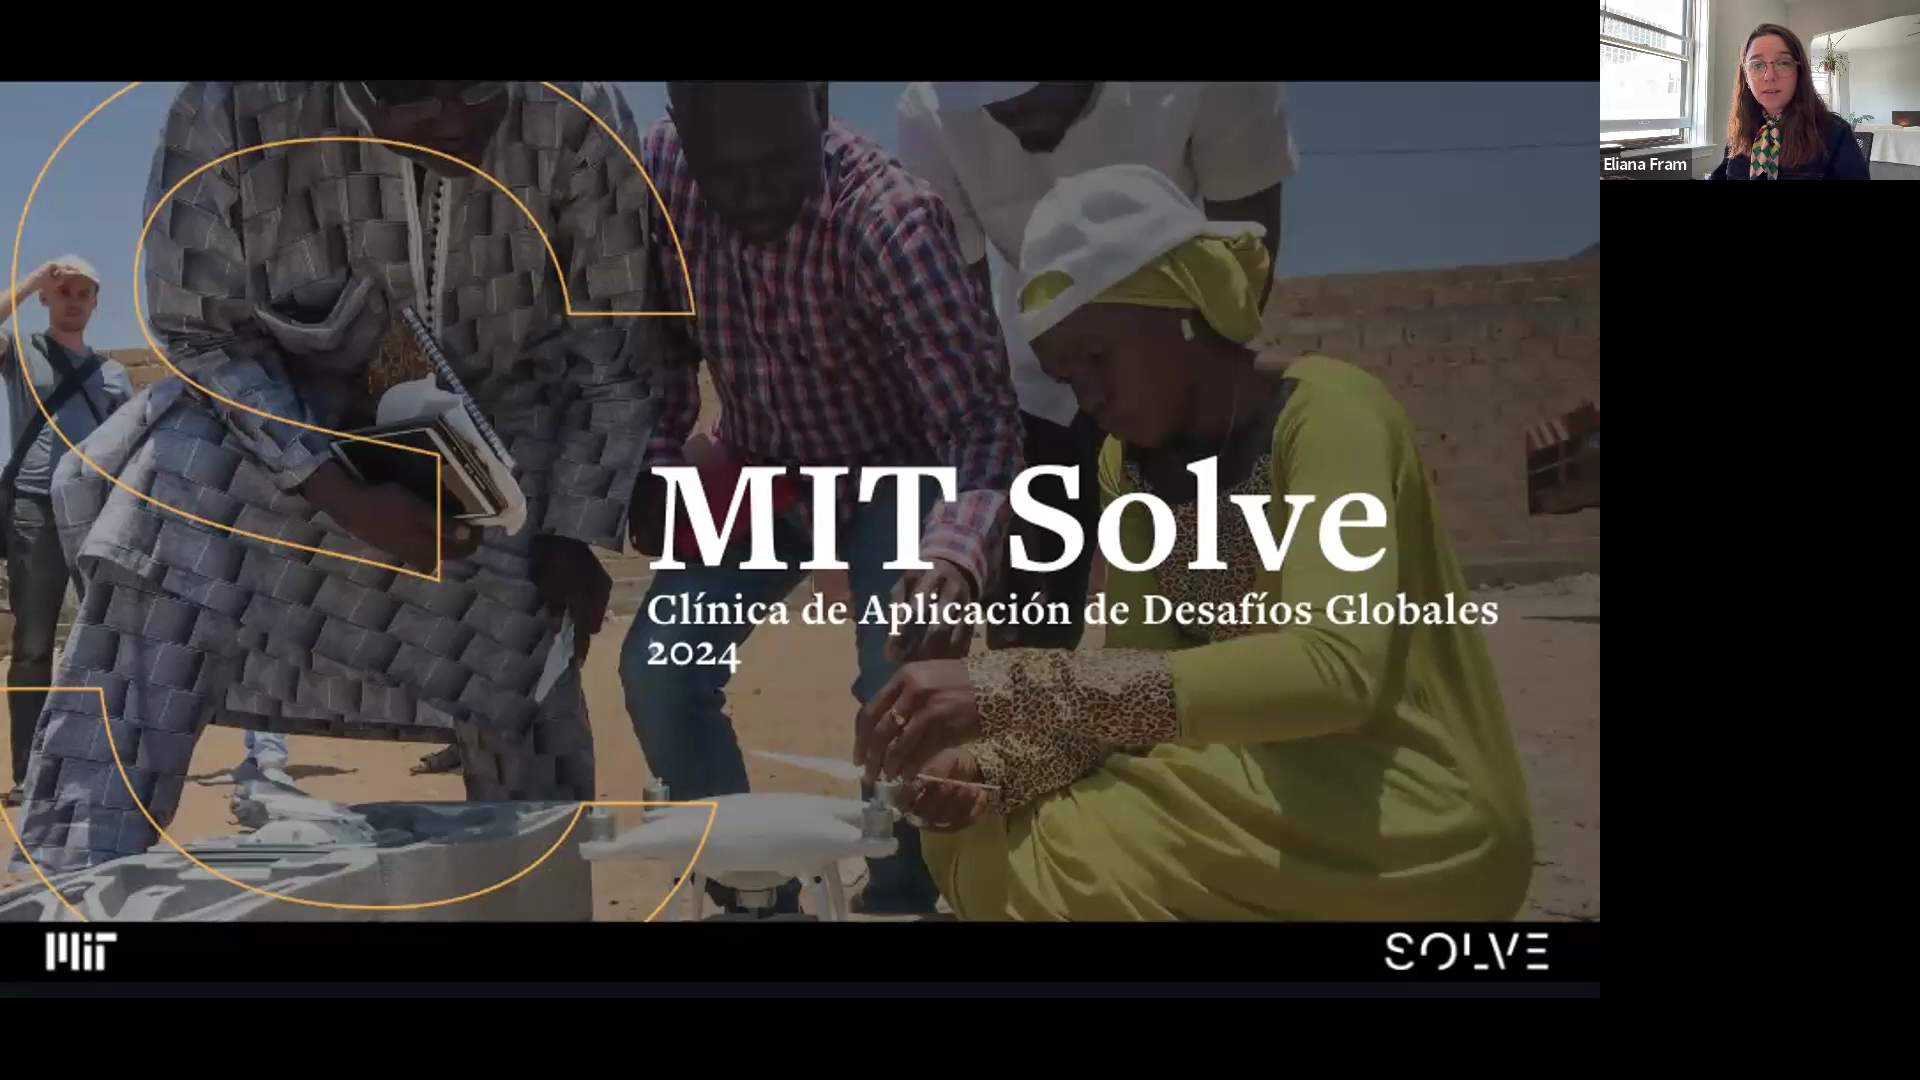 Eliana Fram
MIT Solve
Clínica de Aplicación de Desafíos Globales
2024
MIT
SOLVE